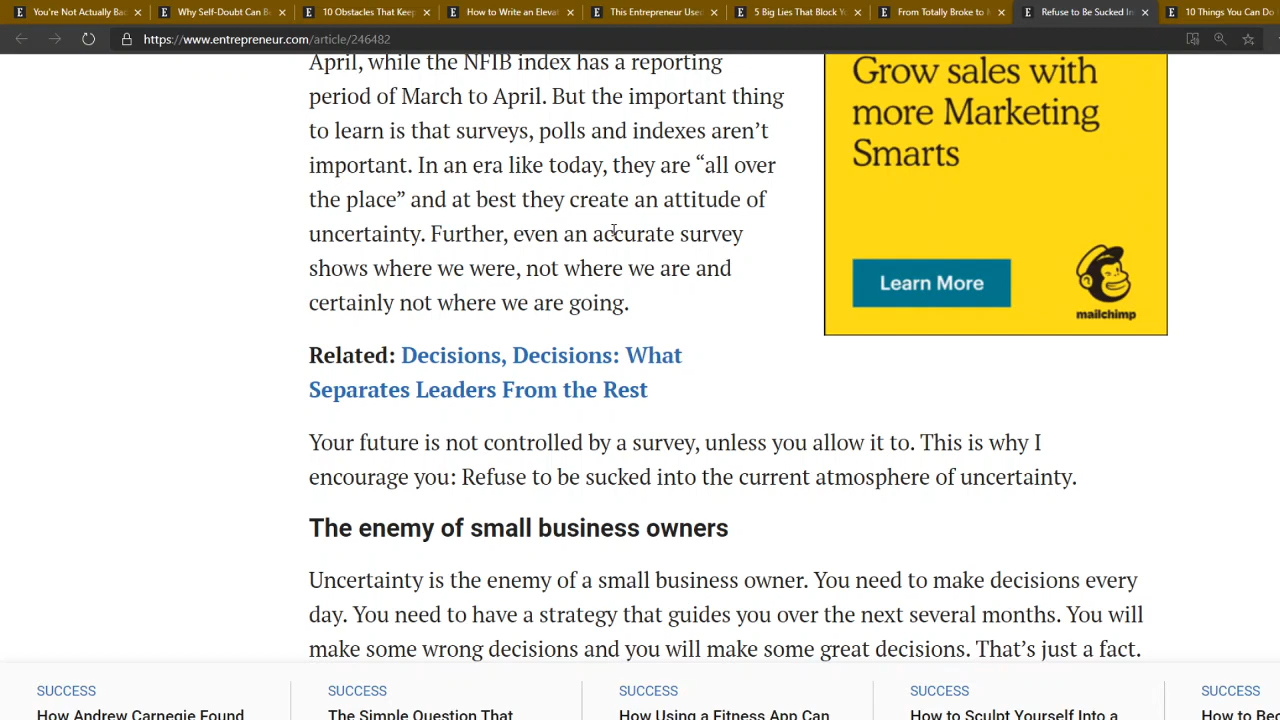 You're Not Actually Ba
Why Self-Doubt Can B
10 Obstacles That Keep
How to Write an Eleva
This Entrepreneur Use
5 Big Lies That Block Y
From Totally Broke to
Refuse to Be Sucked In
10 Things You Can Do
https://www.entrepreneur.com/article/246482
April, while the NFIB index has a reporting
period of March to April. But the important thing
to learn is that surveys, polls and indexes aren’t
important. In an era like today, they are “all over
the place” and at best they create an attitude of
uncertainty. Further, even an accurate survey
shows where we were, not where we are and
certainly not where we are going.
Grow sales with
more Marketing
Smarts
Learn More
mailchimp
Related: Decisions, Decisions: What
Separates Leaders From the Rest
Your future is not controlled by a survey, unless you allow it to. This is why I
encourage you: Refuse to be sucked into the current atmosphere of uncertainty.
The enemy of small business owners
Uncertainty is the enemy of a small business owner. You need to make decisions every
day. You need to have a strategy that guides you over the next several months. You will
make some wrong decisions and you will make some great decisions. That’s just a fact.
SUCCESS
How Andrew Carnegie Found
SUCCESS
The Simple Question That
SUCCESS
How Using a Fitness App Can
SUCCESS
How to Sculpt Yourself Into a
SUCCESS
How to Bec